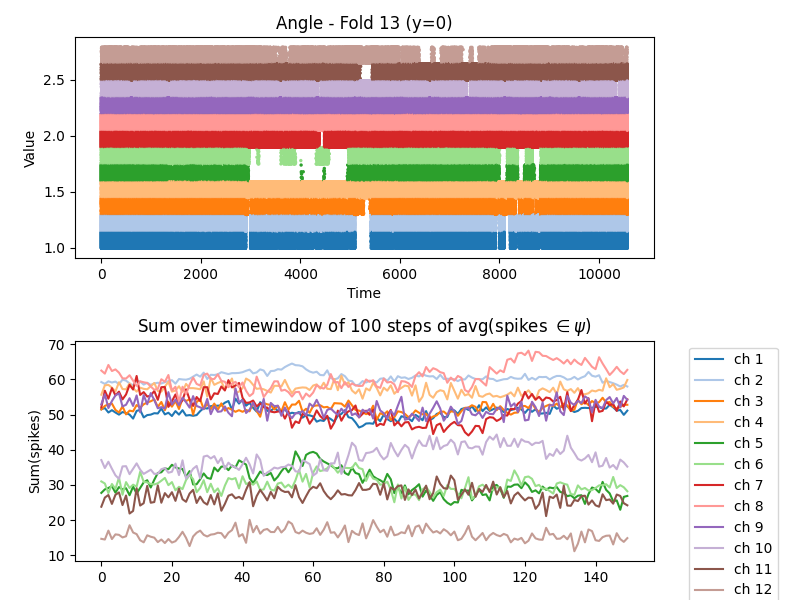 Angle - Fold 13 (y=0)
Value
2.5
2.0
1.5
1.0
0 2000 4000 6000 8000 10000
Time
Sum over timewindow of 100 steps of avg(spikes ∈ψ)
Sum(spikes)
70
60
50
40
30
20
10
0 20 40 60 80 100 120 140
ch 1
ch 2
ch 3
ch 4
ch 5
ch 6
ch 7
ch 8
ch 9
ch 10
ch 11
ch 12